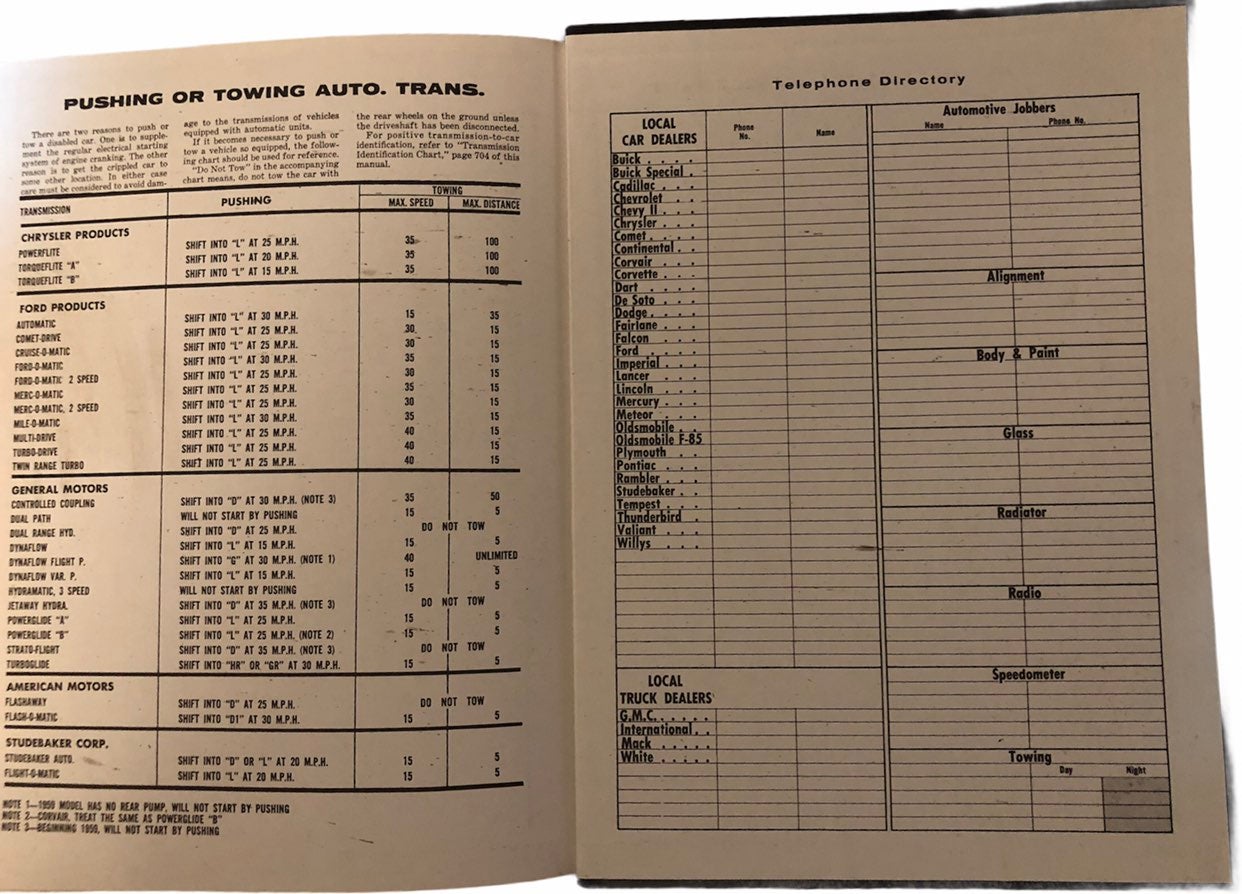 PUSHING OR TOWING AUTO. TRANS.
There are two reasons to push or
tow a disabled car. One is to supple-
ment the regular electrical starting
system of engine cranking. The other
reason is to get the crippled car to
some other location. In either case
care must be considered to avoid dam-
age to the transmissions of vehicles
equipped with automatic units.
If it becomes necessary to push or
tow a vehicle so equipped, the follow-
ing chart should be used for reference.
"Do Not Tow" in the accompanying
chart means, do not tow the car with
the rear wheels on the ground unless
the driveshaft has been disconnected.
For positive transmission-to-car
identification, refer to "Transmission
Identification Chart," page 704 of this
manual.
TOWING
TRANSMISSION PUSHING MAX. SPEED MAX. DISTANCE
CHRYSLER PRODUCTS
POWERFLITE SHIFT INTO "L" AT 25 M.P.H. 35 100
TORQUEFLITE "A" SHIFT INTO "L" AT 20 M.P.H. 35 100
TORQUEFLITE "B" SHIFT INTO "L" AT 15 M.P.H. 35 100
FORD PRODUCTS
AUTOMATIC SHIFT INTO "L" AT 30 M.P.H. 15 35
COMET-DRIVE SHIFT INTO "L" AT 25 M.P.H. 30 15
CRUISE-O-MATIC SHIFT INTO "L" AT 25 M.P.H. 30 15
FORD-O-MATIC SHIFT INTO "L" AT 30 M.P.H. 35 15
FORD-O-MATIC 2 SPEED SHIFT INTO "L" AT 25 M.P.H. 30 15
MERC-O-MATIC SHIFT INTO "L" AT 25 M.P.H. 35 15
MERC-O-MATIC, 2 SPEED SHIFT INTO "L" AT 25 M.P.H. 30 15
MILE-O-MATIC SHIFT INTO "L" AT 30 M.P.H. 35 15
MULTI-DRIVE SHIFT INTO "L" AT 25 M.P.H. 40 15
TURBO-DRIVE SHIFT INTO "L" AT 25 M.P.H. 40 15
TWIN RANGE TURBO SHIFT INTO "L" AT 25 M.P.H. 40 15
GENERAL MOTORS
CONTROLLED COUPLING SHIFT INTO "D" AT 30 M.P.H. (NOTE 3) 35 50
DUAL PATH WILL NOT START BY PUSHING 15 5
DUAL RANGE HYD. SHIFT INTO "D" AT 25 M.P.H. DO NOT TOW
DYNAFLOW SHIFT INTO "L" AT 15 M.P.H. 15 5
DYNAFLOW FLIGHT P. SHIFT INTO "G" AT 30 M.P.H. (NOTE 1) 40 UNLIMITED
DYNAFLOW VAR. P. SHIFT INTO "L" AT 15 M.P.H. 15 5
HYDRAMATIC, 3 SPEED WILL NOT START BY PUSHING 15 5
JETAWAY HYDRA. SHIFT INTO "D" AT 35 M.P.H. (NOTE 3) DO NOT TOW
POWERGLIDE "A" SHIFT INTO "L" AT 25 M.P.H. 15 5
POWERGLIDE "B" SHIFT INTO "L" AT 25 M.P.H. (NOTE 2) 15 5
STRATO-FLIGHT SHIFT INTO "D" AT 35 M.P.H. (NOTE 3) DO NOT TOW
TURBOGLIDE SHIFT INTO "HR" OR "GR" AT 30 M.P.H. 15 5
AMERICAN MOTORS
FLASHAWAY SHIFT INTO "D" AT 25 M.P.H. DO NOT TOW
FLASH-O-MATIC SHIFT INTO "D1" AT 30 M.P.H. 15 5
STUDEBAKER CORP.
STUDEBAKER AUTO. SHIFT INTO "D" OR "L" AT 20 M.P.H. 15 5
FLIGHT-O-MATIC SHIFT INTO "L" AT 20 M.P.H. 15 5
NOTE 1—1959 MODEL HAS NO REAR PUMP, WILL NOT START BY PUSHING
NOTE 2—CORVAIR, TREAT THE SAME AS POWERGLIDE "B"
NOTE 3—BEGINNING 1959, WILL NOT START BY PUSHING
Telephone Directory
LOCAL
CAR DEALERS
Phone
No.
Name
Buick . . . .
Buick Special .
Cadillac . . .
Chevrolet . .
Chevy II . . .
Chrysler . . .
Comet . . . .
Continental . .
Corvair . . .
Corvette . . .
Dart . . . .
De Soto . . .
Dodge . . . .
Fairlane . . .
Falcon . . .
Ford . . . .
Imperial . . .
Lancer . . .
Lincoln . . .
Mercury . . .
Meteor . . .
Oldsmobile . .
Oldsmobile F-85
Plymouth . .
Pontiac . . .
Rambler . . .
Studebaker . .
Tempest . . .
Thunderbird .
Valiant . . .
Willys . . .
LOCAL
TRUCK DEALERS
G.M.C. . . . . .
International . .
Mack . . . . .
White . . . . .
Automotive Jobbers
Name Phone No.
Alignment
Body & Paint
Glass
Radiator
Radio
Speedometer
Towing
Day Night